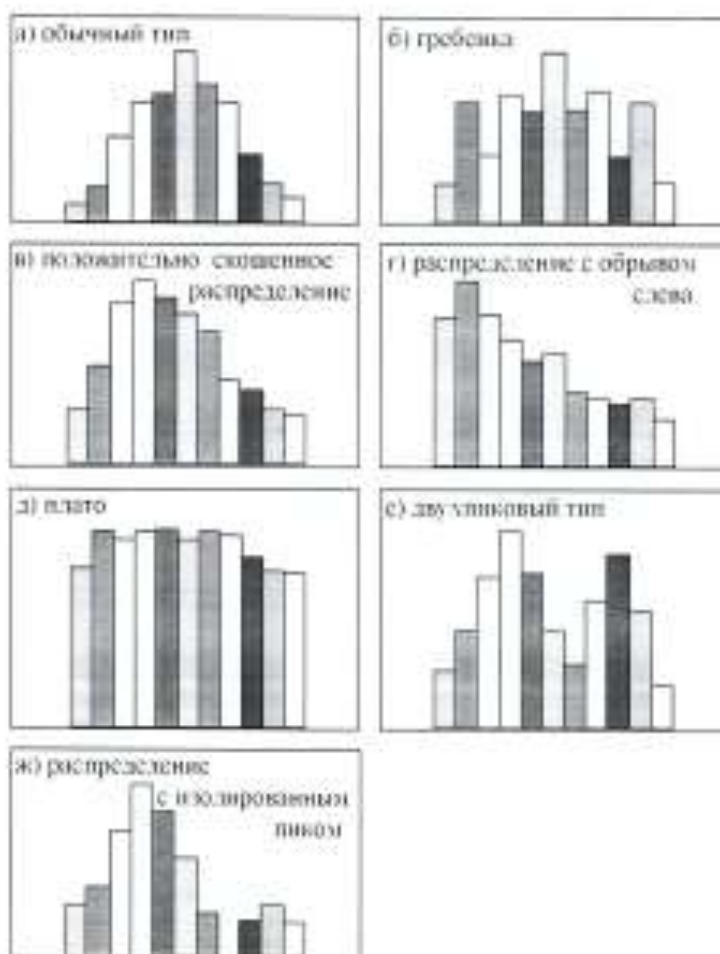 а) обычный тип
б) гребенка
в) положительно скошенное
распределение
г) распределение с обрывом
слева
д) плато
е) двухпиковый тип
ж) распределение
с изолированным
пиком